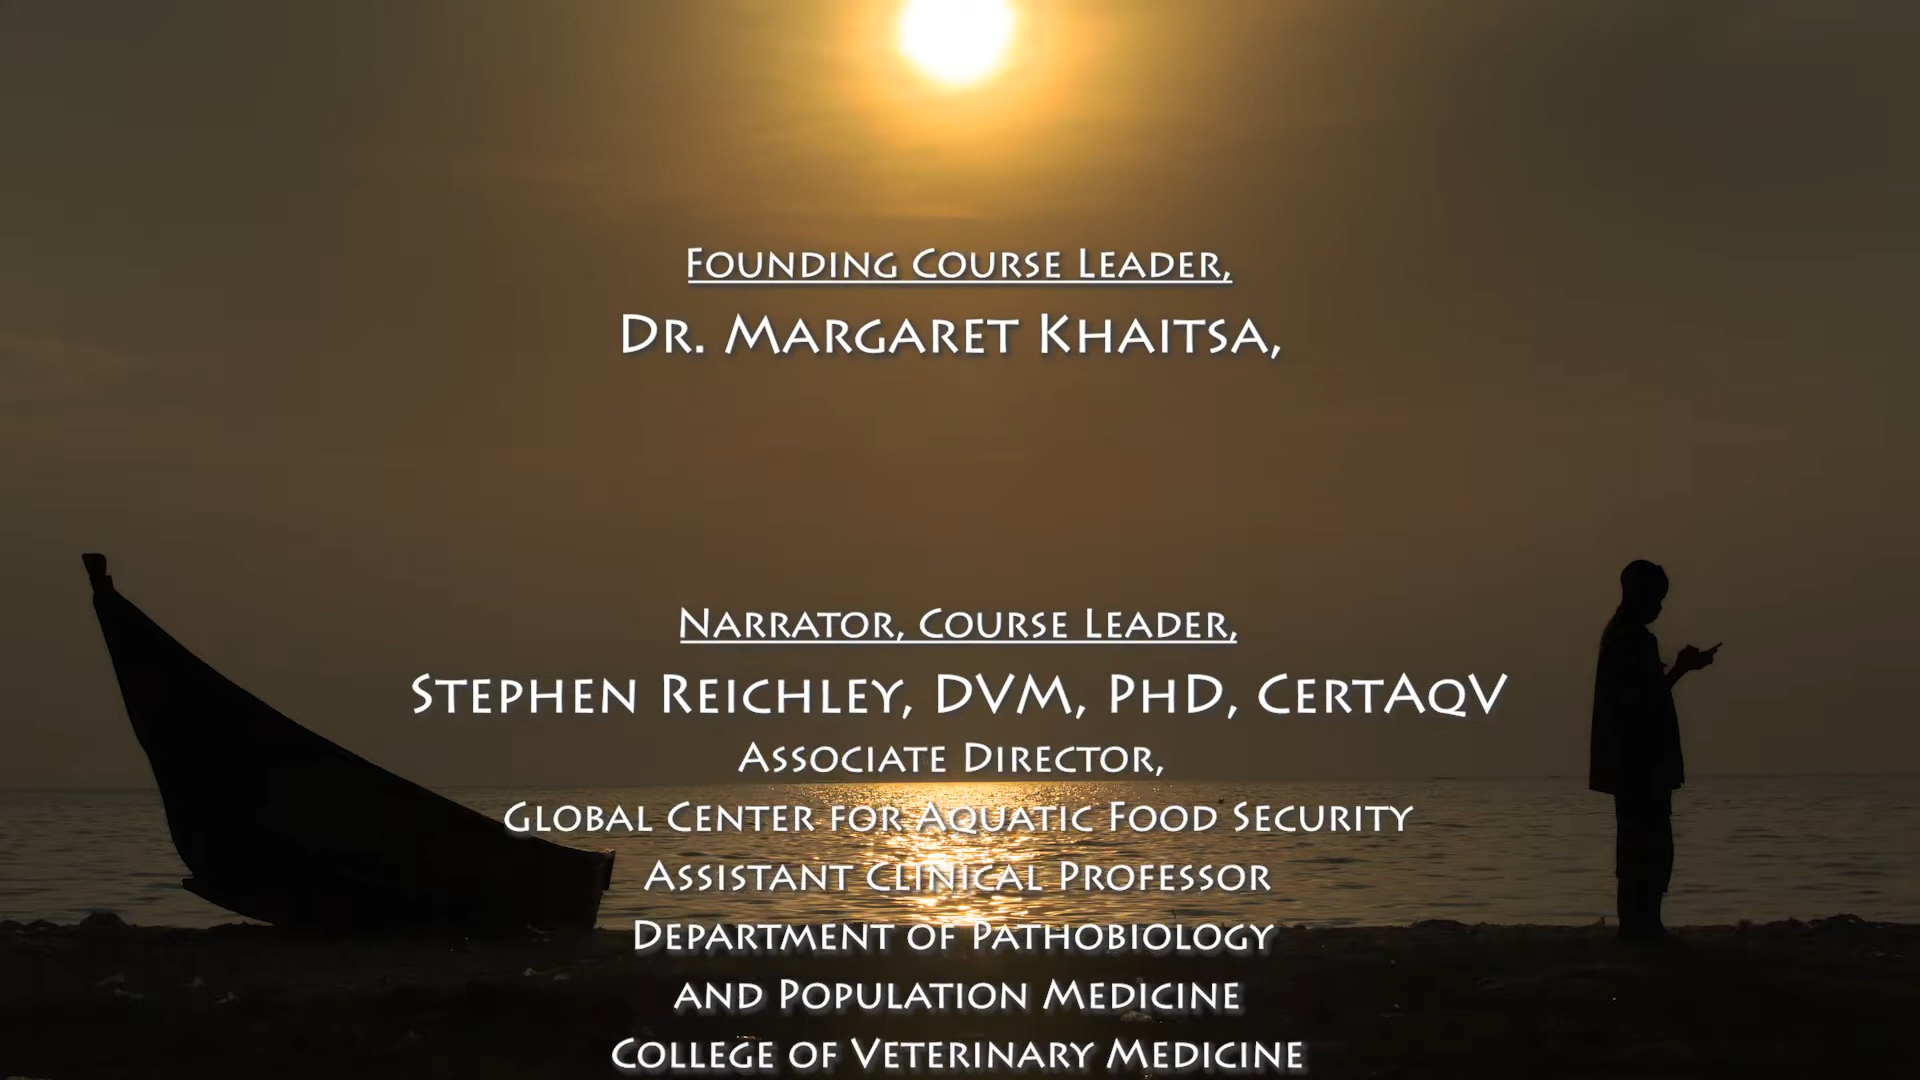 Founding Course Leader,
Dr. Margaret Khaitsa,
Narrator, Course Leader,
Stephen Reichley, DVM, PhD, CertAqV
Associate Director,
Global Center for Aquatic Food Security
Assistant Clinical Professor
Department of Pathobiology
and Population Medicine
College of Veterinary Medicine